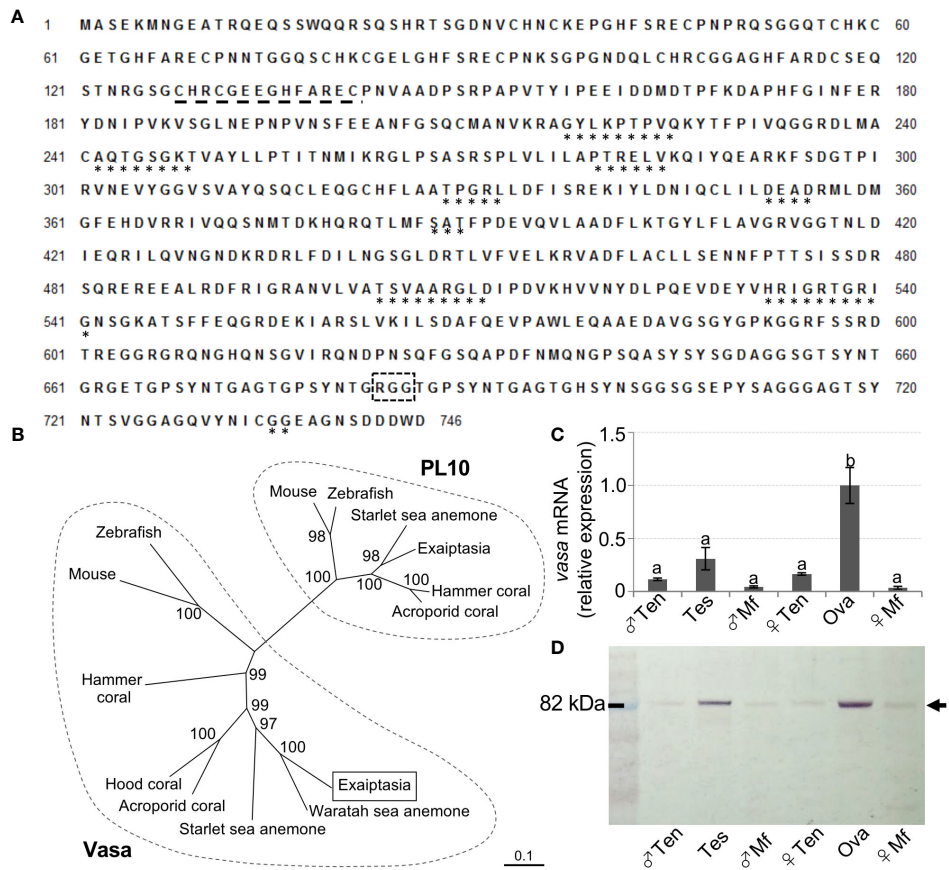 A
1 MASEKMNGEATRQEQSSWQQRSQSHRTSGDNVCHNCKEPGHFSRECPNPRQSGGQTCHKC 60
61 GETGHFARECPNNTGGQSCHKCGELGHFSRECPNKSGPGNDQLCHRCGGAGHFARDCSEQ 120
121 STNRGSGCHRCGEEGHFARECPNVAADPSRPAPVTYIPEEIDDMDTPFKDAPHFGINFER 180
181 YDNIPVKVSGLNEPNPVNSFEEANFGSQCMANVKRAGYLKPTPVQKYTFPIVQGGRDLMA 240
241 CAQTGSGKTVAYLLPTITNMIKRGLPSASRSPLVLILAPTRELVKQIYQEARKFSDGTPI 300
301 RVNEVYGGVSVAYQSQCLEQGCHFLAATPGRLLDFISREKIYLDNIQCLILDEADRMLDM 360
361 GFEHDVRRIVQQSNMTDKHQRQTLMFSATFPDEVQVLAADFLKTGYLFLAVGRVGGTNLD 420
421 IEQRILQVNGNDKRDRLFDILNGSGLDRTLVFVELKRVADFLACLLSENNFPTTSISSDR 480
481 SQREREEALRDFRIGRANVLVATSVAARGLDIPDVKHVVNYDLPQEVDEYVHRIGRTGRI 540
541 GNSGKATSFFEQGRDEKIARSLVKILSDAFQEVPAWLEQAAEDAVGSGYGPKGGRFSSRD 600
601 TREGGRGRQNGHQNSGVIRQNDPNSQFGSQAPDFNMQNGPSQASYSYSGDAGGSGTSYNT 660
661 GRGETGPSYNTGAGTGPSYNTGRGGTGPSYNTGAGTGHSYNSGGSGSEPYSAGGGAGTSY 720
721 NTSVGGAGQVYNICGGEAGNSDDDWD 746
B
PL10
Mouse
Zebrafish
Starlet sea anemone
Exaiptasia
Hammer coral
Acroporid coral
98
98
100
100
100
Zebrafish
Mouse
100
Hammer
coral
99
99
97
100
100
Hood coral
Acroporid coral
Starlet sea anemone
Exaiptasia
Waratah sea anemone
Vasa
0.1
C
vasa mRNA
(relative expression)
1.5
1.0
0.5
0
a
a
a
a
b
a
♂Ten
Tes
♂Mf
♀Ten
Ova
♀Mf
D
82 kDa
♂Ten
Tes
♂Mf
♀Ten
Ova
♀Mf